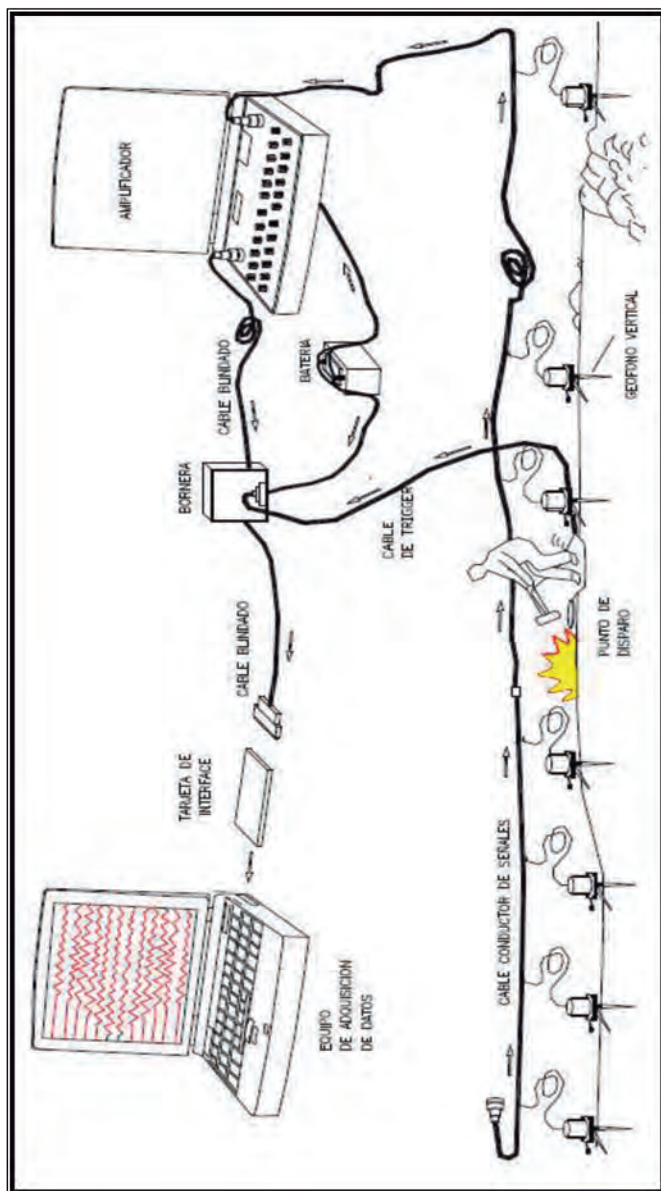 EQUIPO
DE ADQUISICION
DE DATOS
TARJETA DE
INTERFACE
CABLE BLINDADO
BORNERA
CABLE BLINDADO
AMPLIFICADOR
BATERIA
CABLE
DE TRIGGER
CABLE CONDUCTOR DE SEÑALES
PUNTO DE
DISPARO
GEOFONO VERTICAL